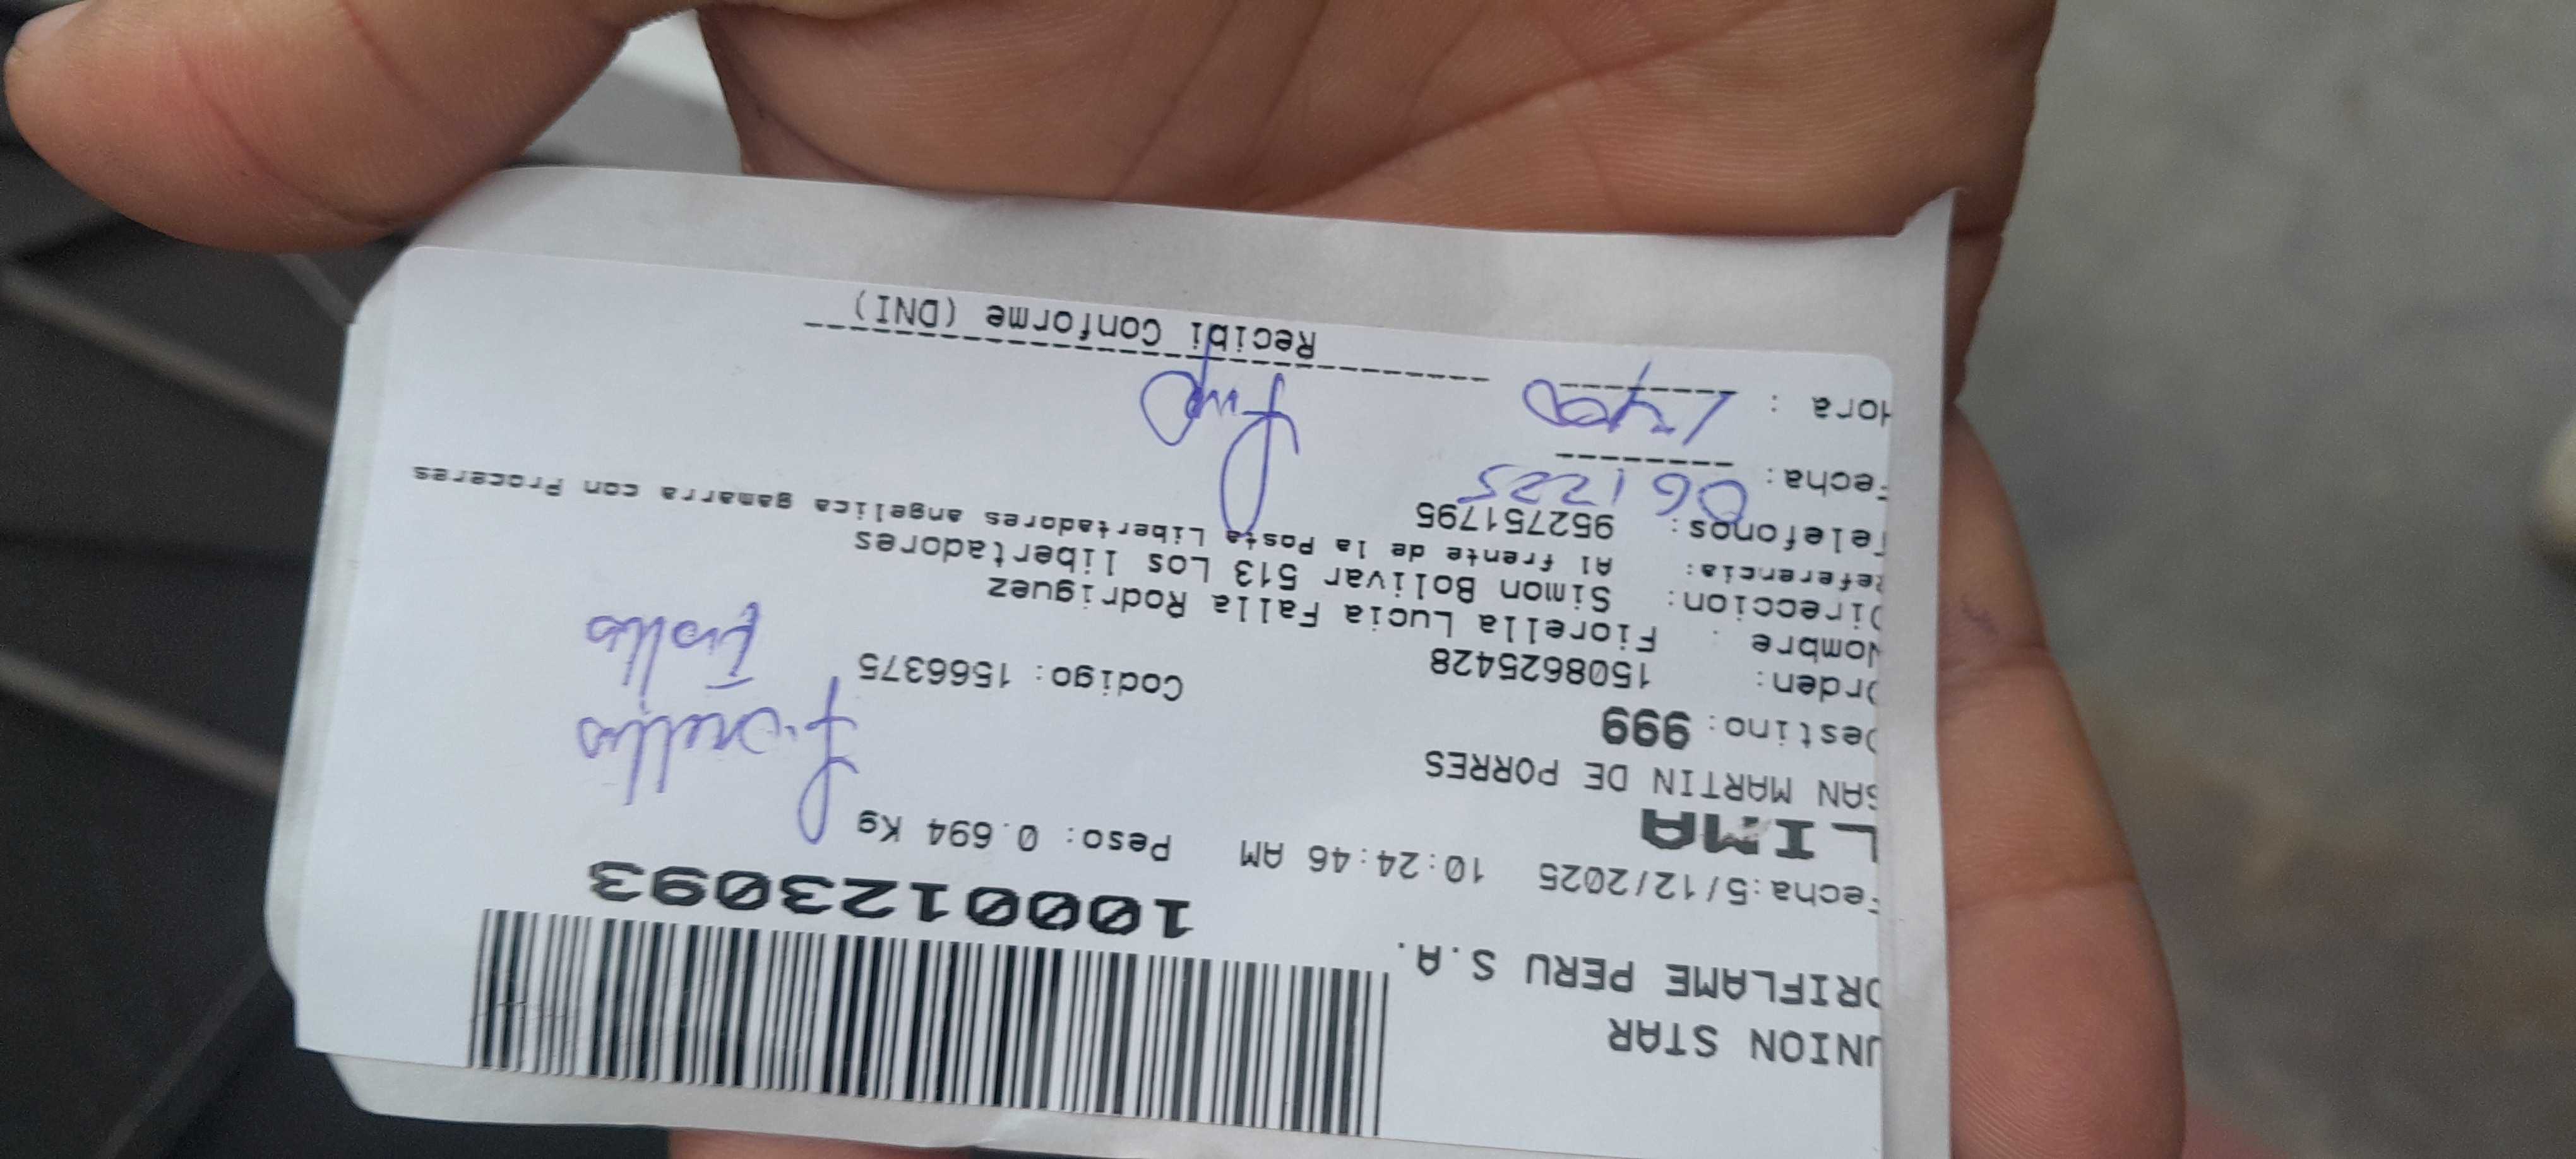 UNION STAR
ORIFLAME PERU S.A.
1000123093
Fecha:5/12/2025 10:24:46 AM Peso: 0.694 Kg
LIMA
SAN MARTIN DE PORRES
Destino: 999
Fiorella
Falla
Orden: 1508625428 Codigo: 1566375
Nombre : Fiorella Lucia Falla Rodriguez
Direccion: Simon Bolivar 513 Los libertadores
Referencia: Al frente de la Posta Libertadores angelica gamarra con Proceres
Telefonos: 952751795
Fecha: 061225
Hora :
Recibi Conforme (DNI)